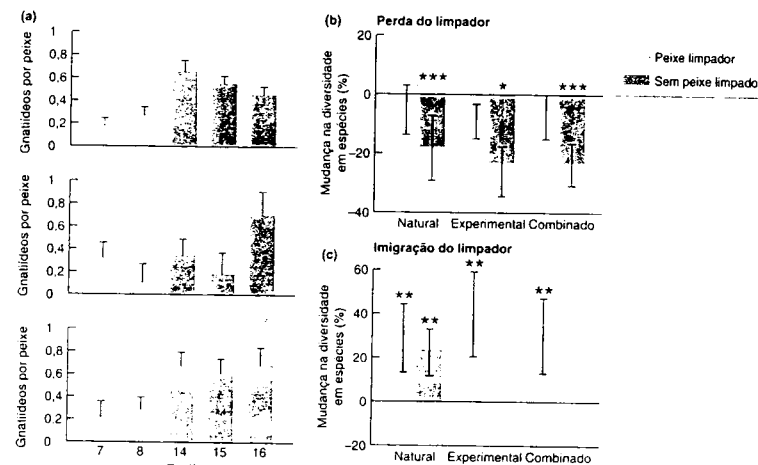 (a)
1
0,8
0,6
0,4
0,2
Gnatiídeos por peixe
1
0,8
0,6
0,4
0,2
0
Gnatiídeos por peixe
1
0,8
0,6
0,4
0,2
0
Gnatiídeos por peixe
7 8 14 15 16
(b) Perda do limpador
20
0
−20
−40
Mudança na diversidade
em espécies (%)
*** * ***
Natural Experimental Combinado
Peixe limpador
Sem peixe limpado
(c) Imigração do limpador
60
40
20
0
−20
Mudança na diversidade
em espécies (%)
** ** ** **
Natural Experimental Combinado